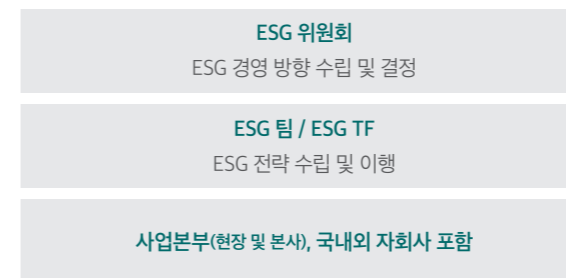 ESG 위원회
ESG 경영 방향 수립 및 결정
ESG 팀 / ESG TF
ESG 전략 수립 및 이행
사업본부(현장 및 본사), 국내외 자회사 포함